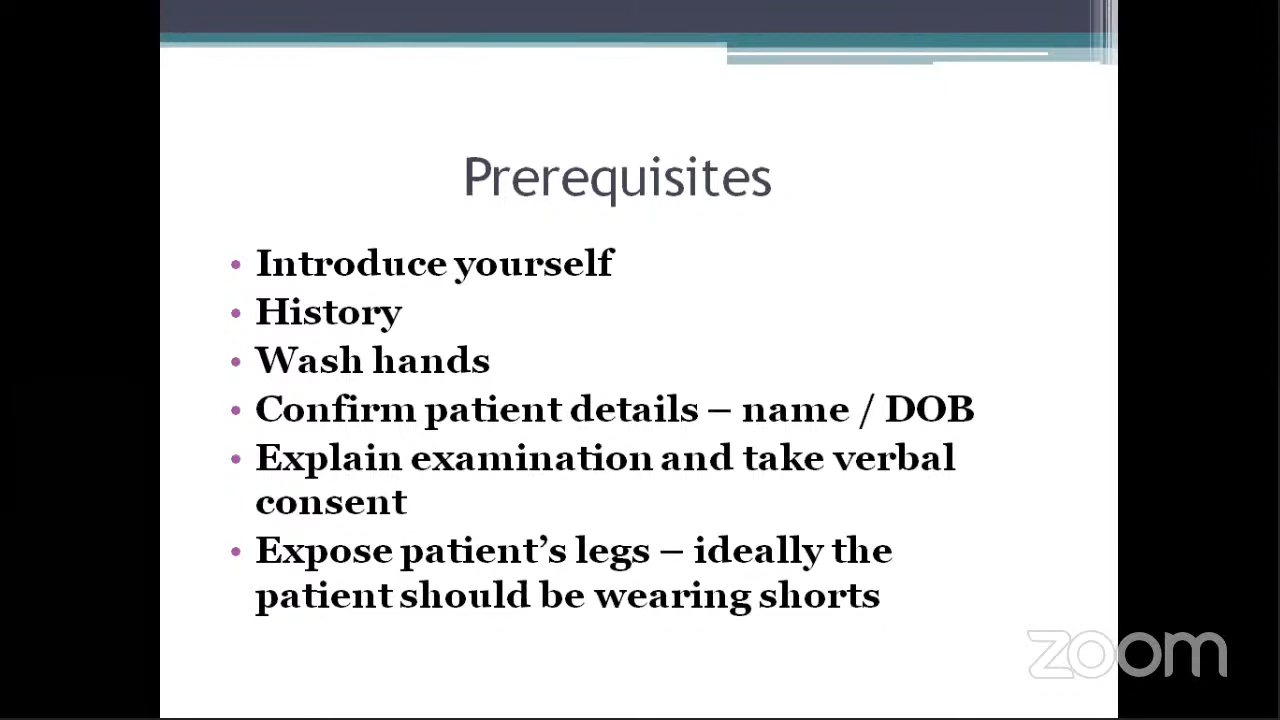 Prerequisites
• Introduce yourself
• History
• Wash hands
• Confirm patient details – name / DOB
• Explain examination and take verbal
consent
• Expose patient's legs – ideally the
patient should be wearing shorts
zoom